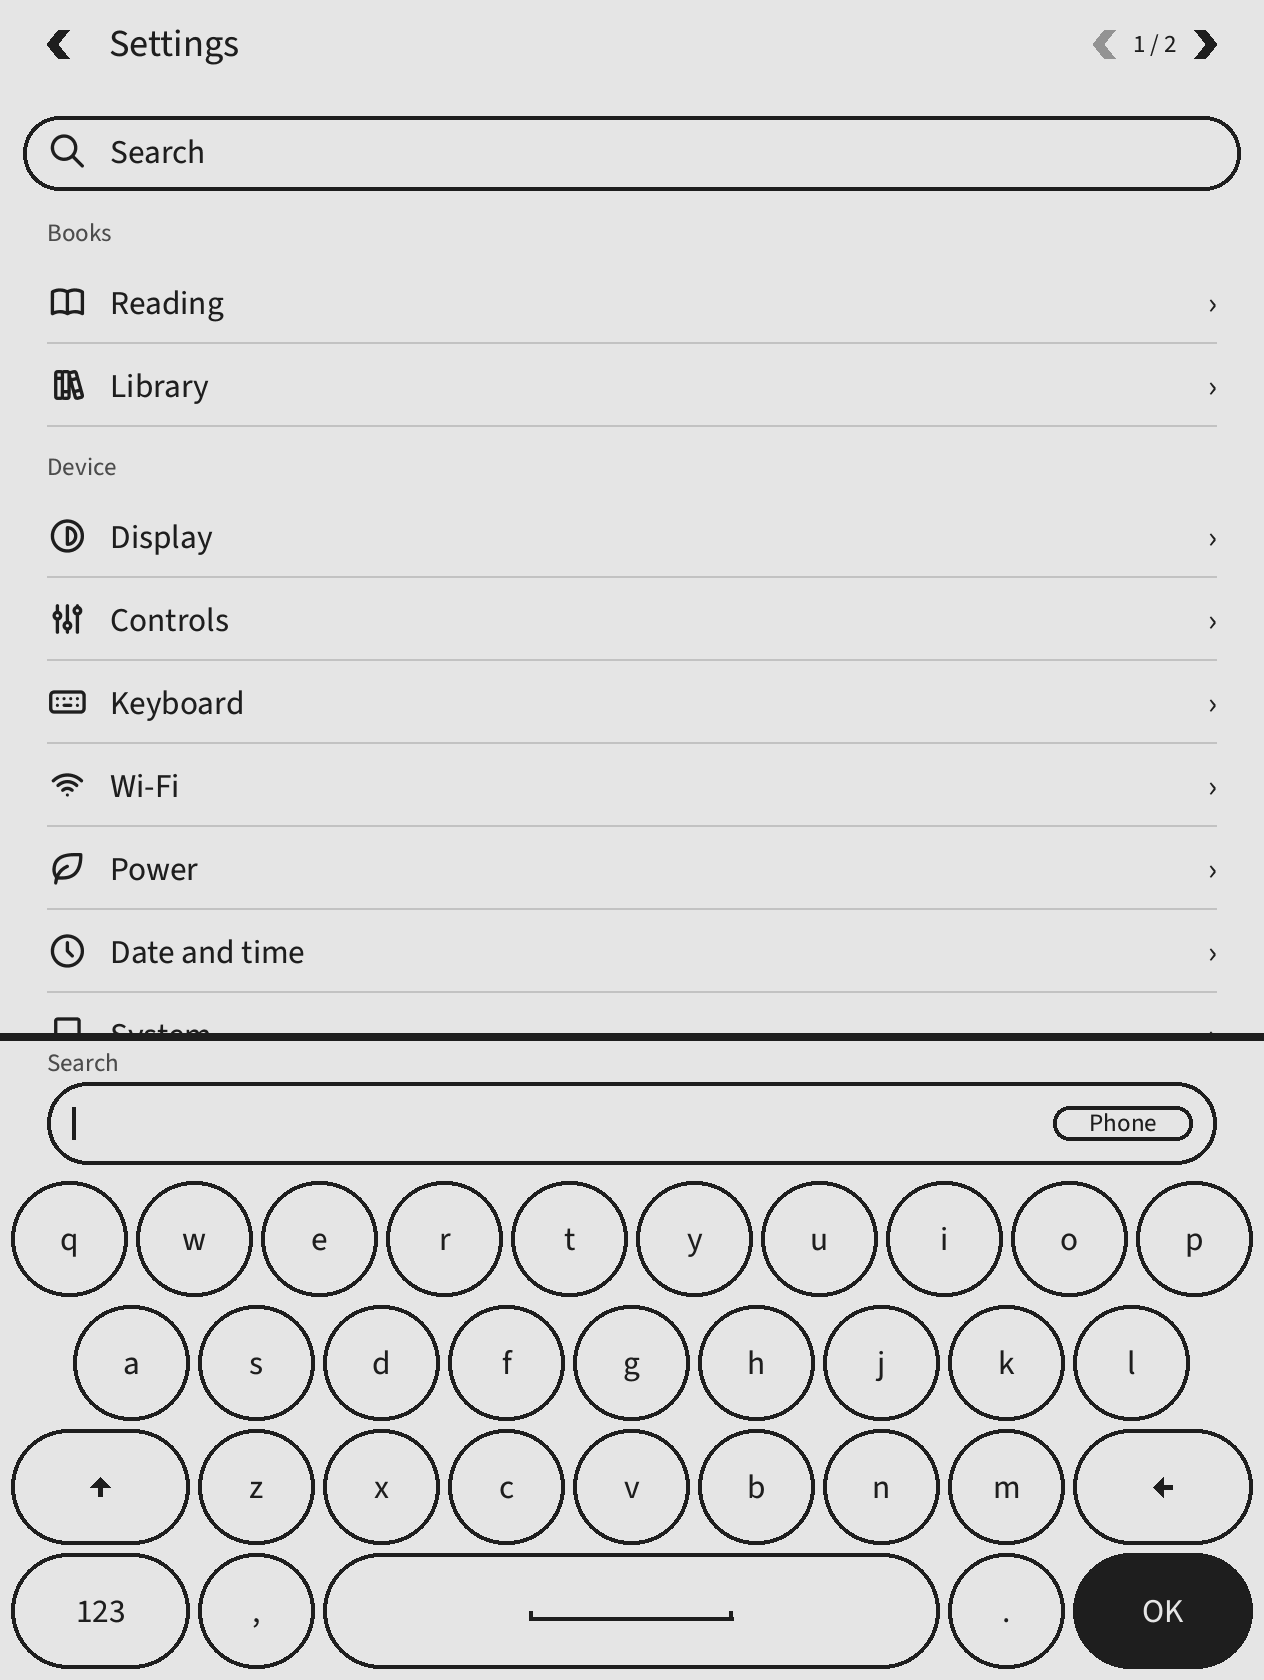 Settings
1 / 2
Search
Books
Reading
Library
Device
Display
Controls
Keyboard
Wi-Fi
Power
Date and time
System
Search
Phone
q w e r t y u i o p
a s d f g h j k l
z x c v b n m
123 , . OK